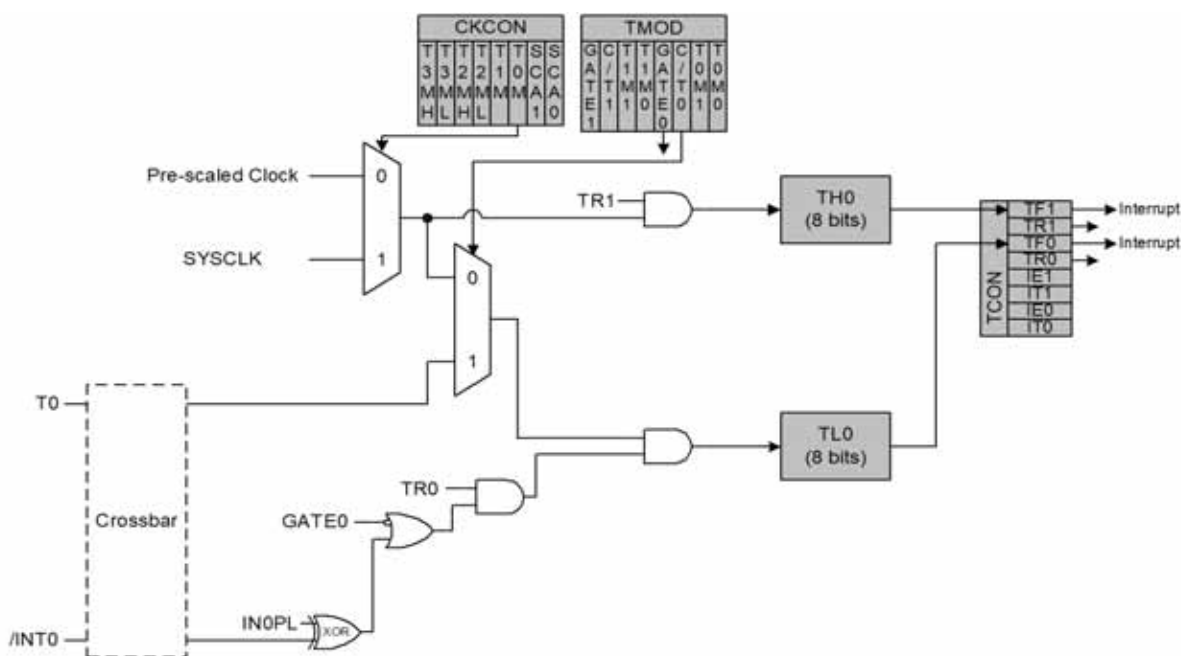 CKCON
T3MH
T3ML
T2MH
T2ML
T1M
T0M
SCA1
SCA0
TMOD
GATE1
C/T1
T1M1
T1M0
GATE0
C/T0
T0M1
T0M0
Pre-scaled Clock
0
SYSCLK
1
TR1
TH0
(8 bits)
TCON
TF1
TR1
TF0
TR0
IE1
IT1
IE0
IT0
Interrupt
Interrupt
0
1
T0
Crossbar
/INT0
TL0
(8 bits)
TR0
GATE0
IN0PL
XOR